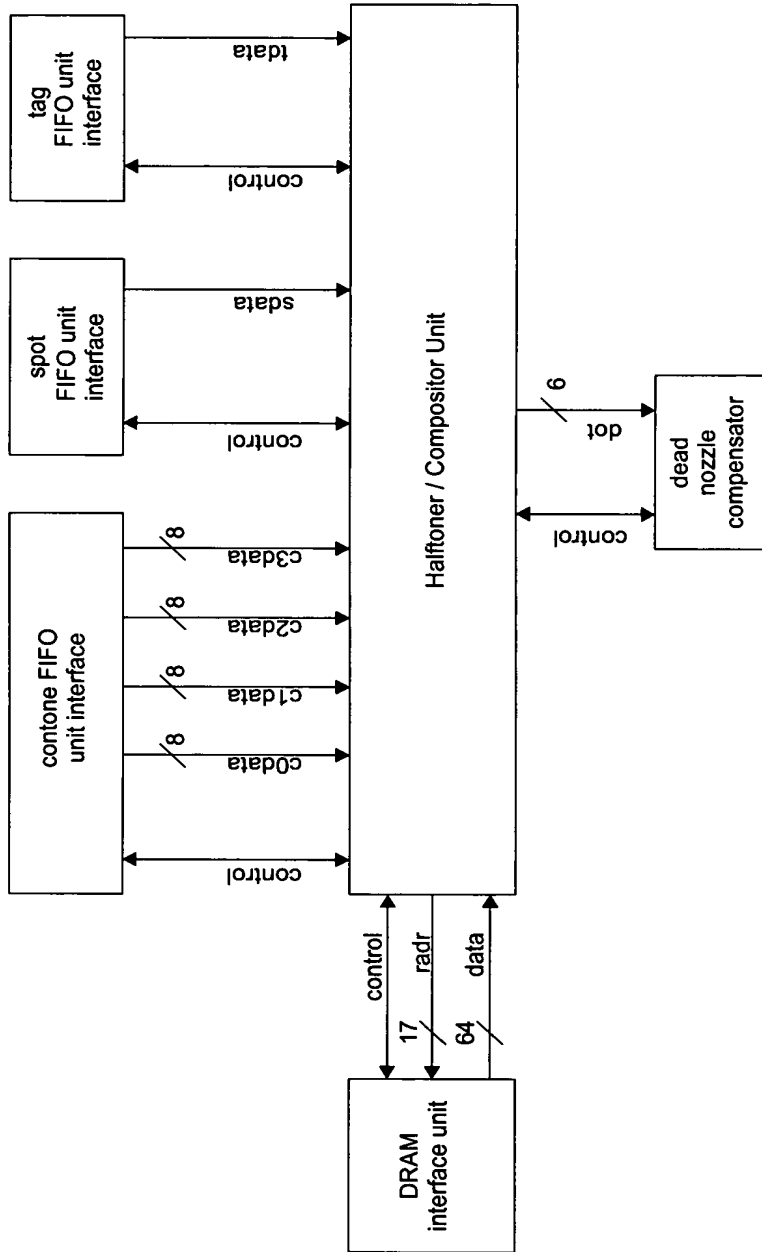 contone FIFO
unit interface
spot
FIFO unit
interface
tag
FIFO unit
interface
control
c0data
8
c1data
8
c2data
8
c3data
8
control
sdata
control
tdata
Halftoner / Compositor Unit
control
17
radr
64
data
DRAM
interface unit
control
dot
6
dead
nozzle
compensator